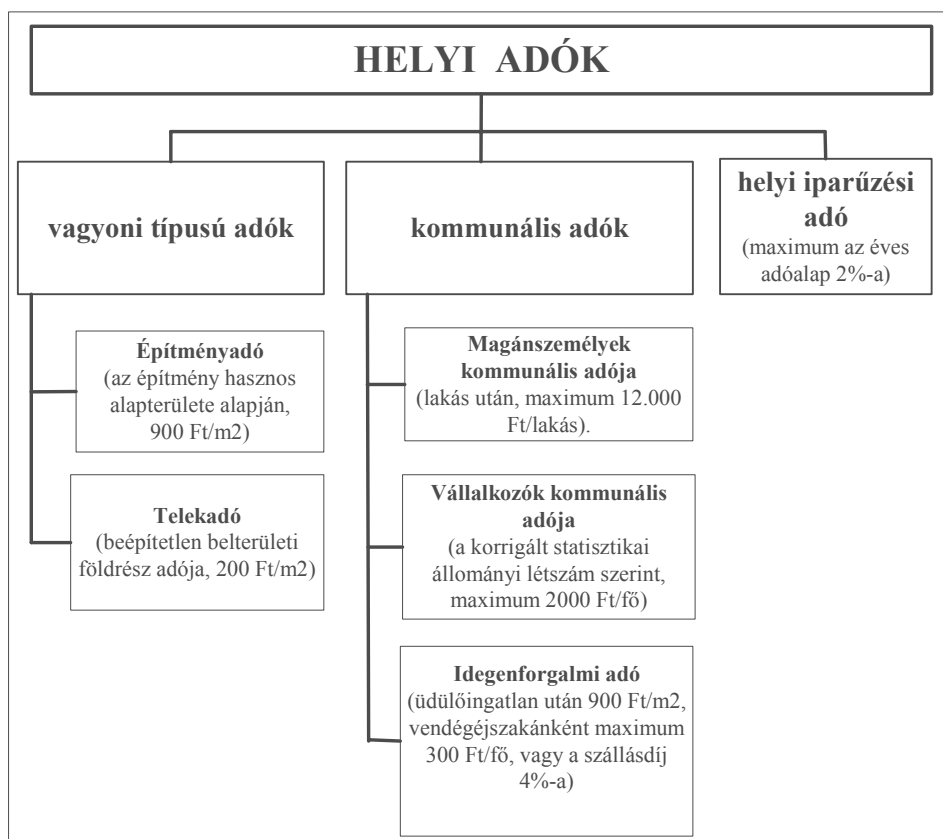 HELYI ADÓK
vagyoni típusú adók
Építményadó
(az építmény hasznos
alapterülete alapján,
900 Ft/m2)
Telekadó
(beépítetlen belterületi
földrész adója, 200 Ft/m2)
kommunális adók
Magánszemélyek
kommunális adója
(lakás után, maximum 12.000
Ft/lakás).
Vállalkozók kommunális
adója
(a korrigált statisztikai
állományi létszám szerint,
maximum 2000 Ft/fő)
Idegenforgalmi adó
(üdülőingatlan után 900 Ft/m2,
vendégéjszakánként maximum
300 Ft/fő, vagy a szállásdíj
4%-a)
helyi iparűzési
adó
(maximum az éves
adóalap 2%-a)